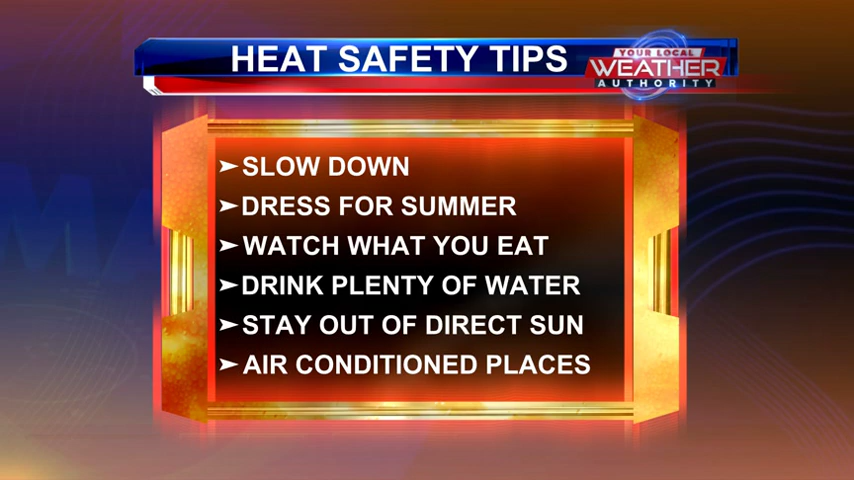 HEAT SAFETY TIPS
YOUR LOCAL
WEATHER
AUTHORITY
➤SLOW DOWN
➤DRESS FOR SUMMER
➤WATCH WHAT YOU EAT
➤DRINK PLENTY OF WATER
➤STAY OUT OF DIRECT SUN
➤AIR CONDITIONED PLACES